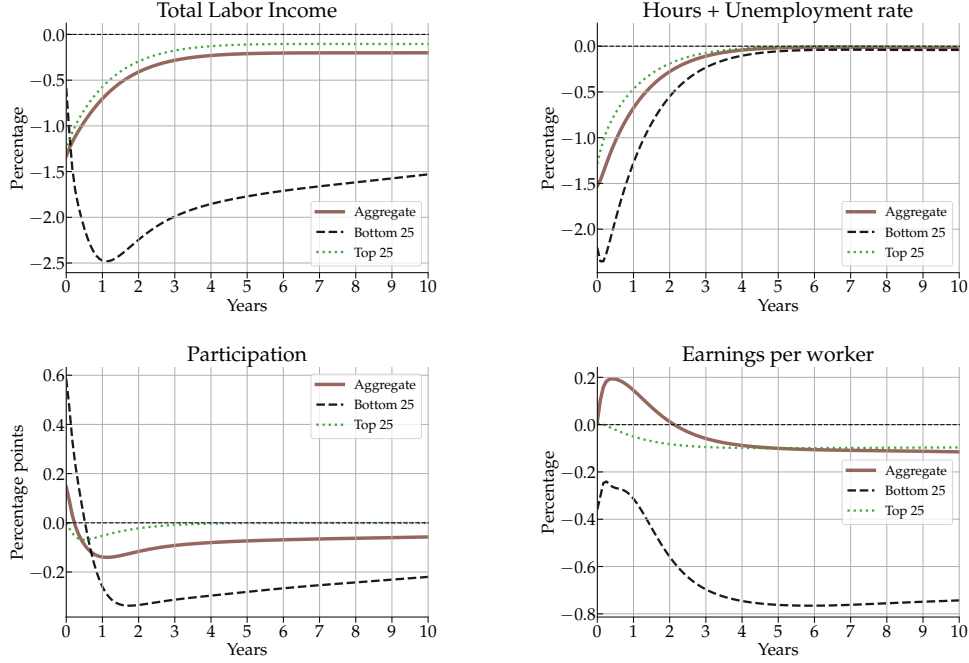 Total Labor Income
Percentage
0.0
−0.5
−1.0
−1.5
−2.0
−2.5
Aggregate
Bottom 25
Top 25
0 1 2 3 4 5 6 7 8 9 10
Years
Hours + Unemployment rate
Percentage
0.0
−0.5
−1.0
−1.5
−2.0
Aggregate
Bottom 25
Top 25
0 1 2 3 4 5 6 7 8 9 10
Years
Participation
Percentage points
0.6
0.4
0.2
0.0
−0.2
Aggregate
Bottom 25
Top 25
0 1 2 3 4 5 6 7 8 9 10
Years
Earnings per worker
Percentage
0.2
0.0
−0.2
−0.4
−0.6
−0.8
Aggregate
Bottom 25
Top 25
0 1 2 3 4 5 6 7 8 9 10
Years